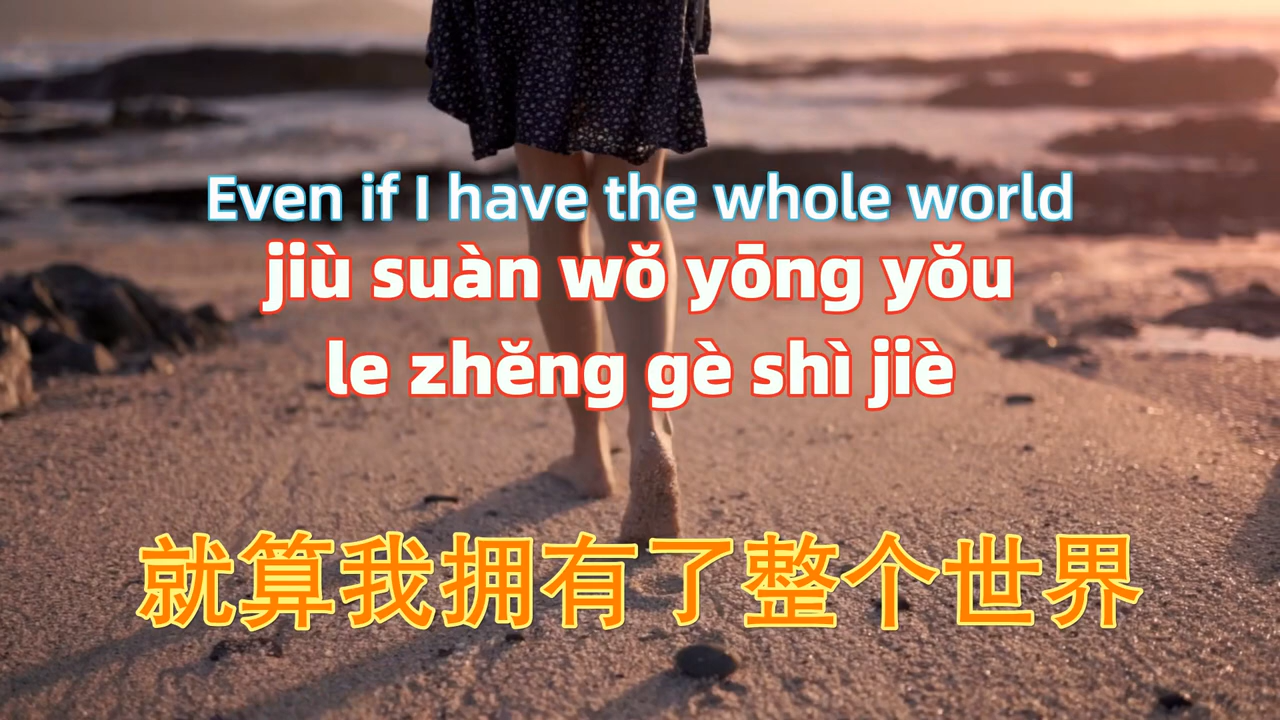 Even if I have the whole world
jiù suàn wǒ yōng yǒu
le zhěng gè shì jiè
就算我拥有了整个世界